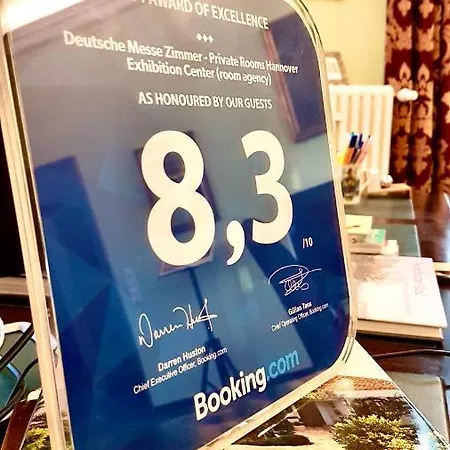 AWARD OF EXCELLENCE
Deutsche Messe Zimmer - Private Rooms Hannover
Exhibition Center (room agency)
AS HONOURED BY OUR GUESTS
8,3
/10
Darren Huston
Chief Executive Officer, Booking.com
Gillian Tans
Chief Operating Officer, Booking.com
Booking.com